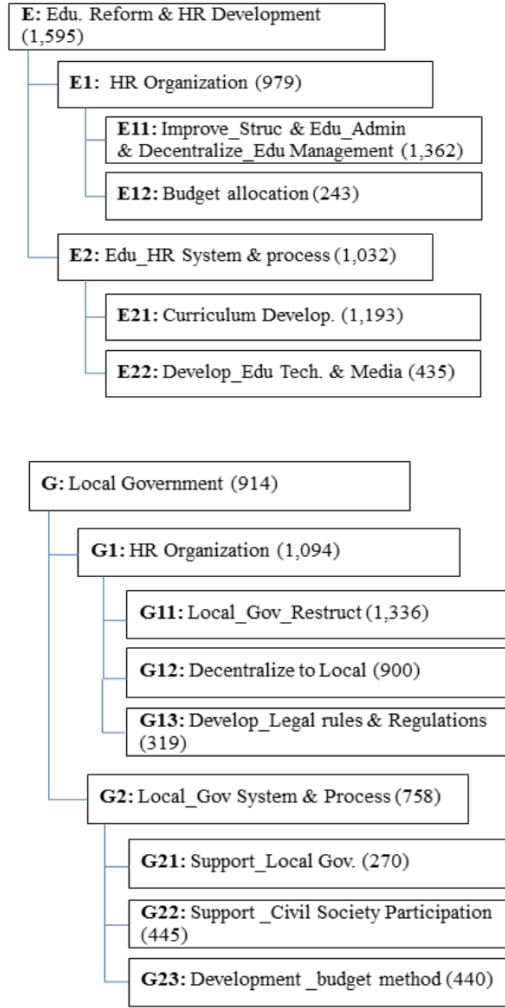 E: Edu. Reform & HR Development
(1,595)
E1: HR Organization (979)
E11: Improve_Struc & Edu_Admin
& Decentralize_Edu Management (1,362)
E12: Budget allocation (243)
E2: Edu_HR System & process (1,032)
E21: Curriculum Develop. (1,193)
E22: Develop_Edu Tech. & Media (435)
G: Local Government (914)
G1: HR Organization (1,094)
G11: Local_Gov_Restruct (1,336)
G12: Decentralize to Local (900)
G13: Develop_Legal rules & Regulations
(319)
G2: Local_Gov System & Process (758)
G21: Support_Local Gov. (270)
G22: Support _Civil Society Participation
(445)
G23: Development _budget method (440)